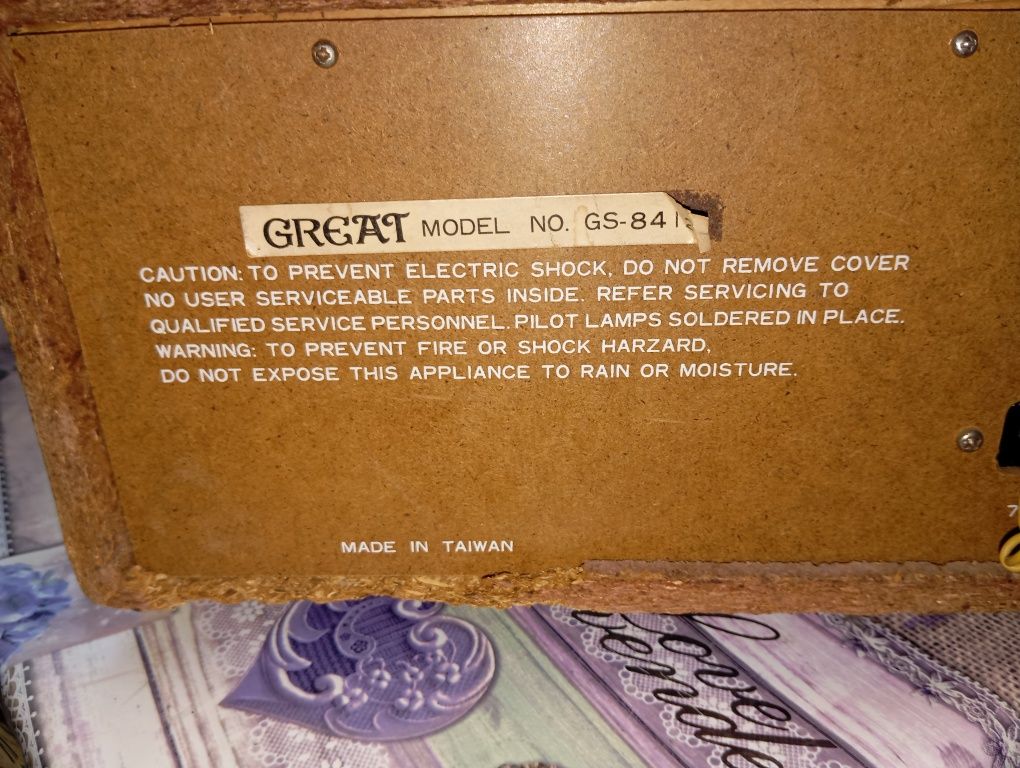 GREAT MODEL NO. GS-841
CAUTION: TO PREVENT ELECTRIC SHOCK, DO NOT REMOVE COVER
NO USER SERVICEABLE PARTS INSIDE. REFER SERVICING TO
QUALIFIED SERVICE PERSONNEL. PILOT LAMPS SOLDERED IN PLACE.
WARNING: TO PREVENT FIRE OR SHOCK HARZARD,
DO NOT EXPOSE THIS APPLIANCE TO RAIN OR MOISTURE.
7
MADE IN TAIWAN
Love